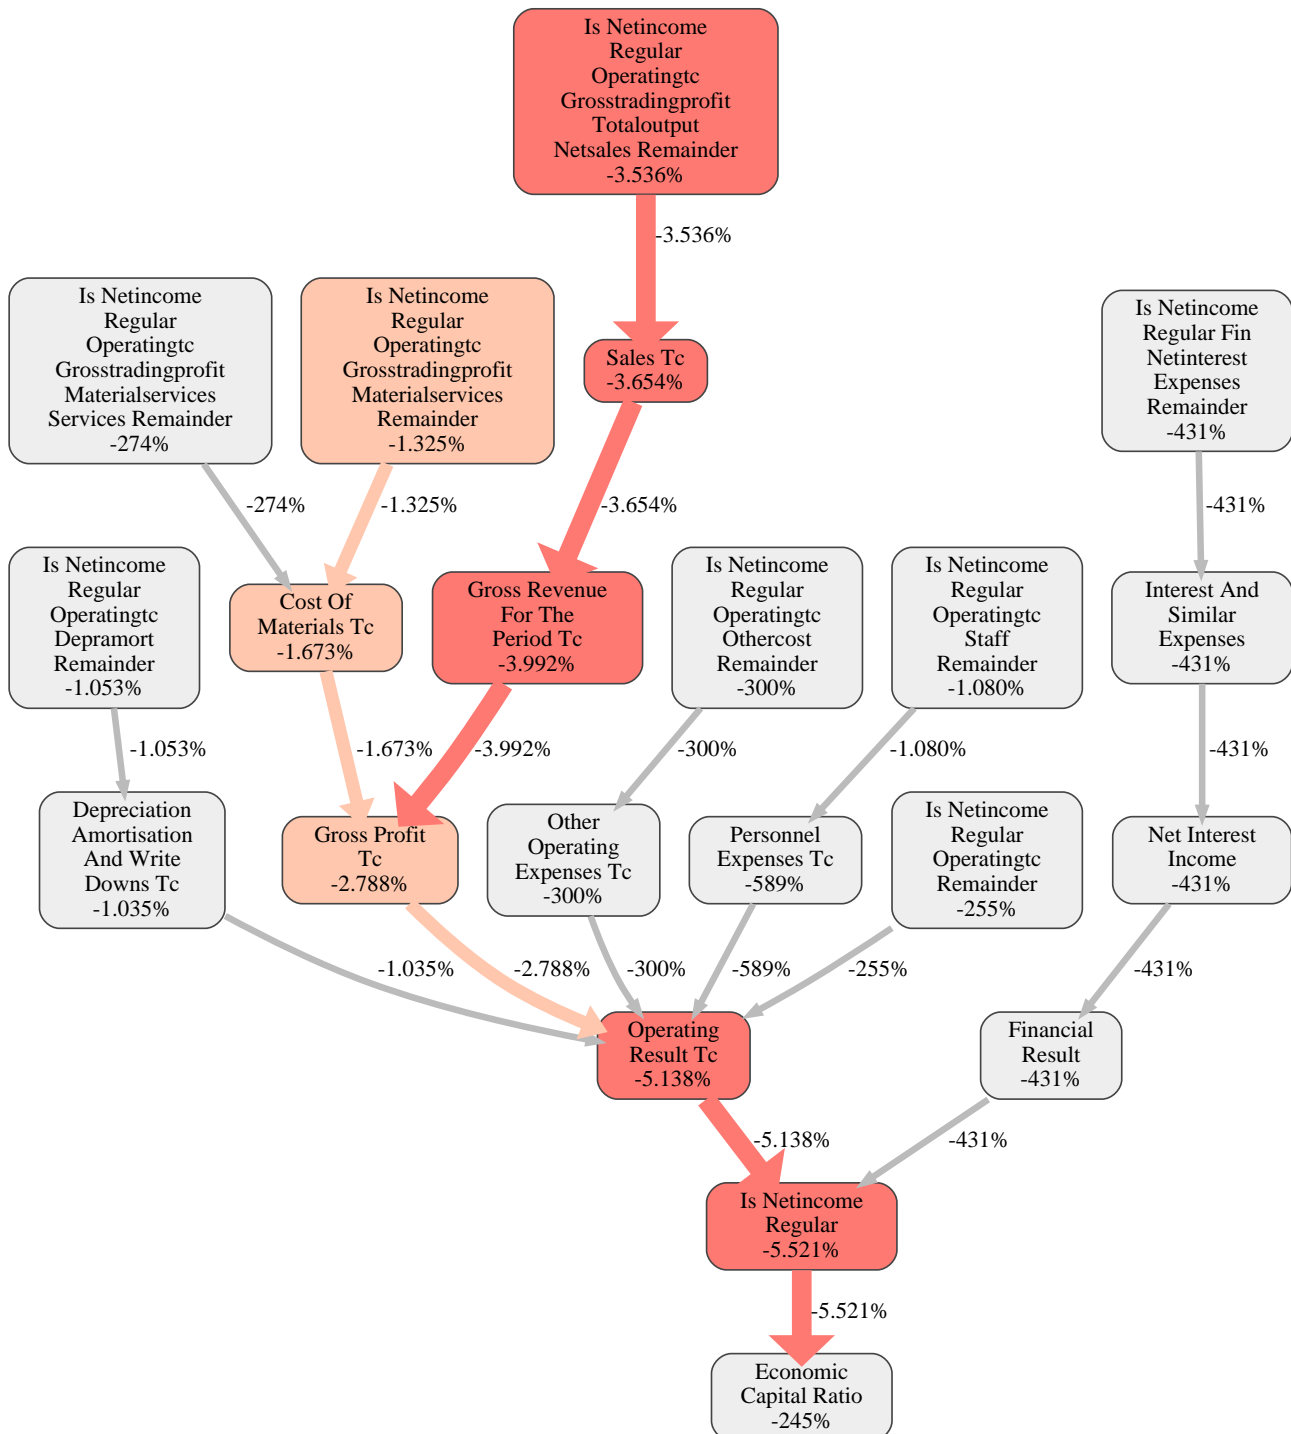 Is Netincome
Regular
Operatingtc
Grosstradingprofit
Totaloutput
Netsales Remainder
-3.536%
-3.536%
Is Netincome
Regular
Operatingtc
Grosstradingprofit
Materialservices
Services Remainder
-274%
Is Netincome
Regular
Operatingtc
Grosstradingprofit
Materialservices
Remainder
-1.325%
Sales Tc
-3.654%
Is Netincome
Regular Fin
Netinterest
Expenses
Remainder
-431%
-274%
-1.325%
-3.654%
-431%
Is Netincome
Regular
Operatingtc
Depramort
Remainder
-1.053%
Cost Of
Materials Tc
-1.673%
Gross Revenue
For The
Period Tc
-3.992%
Is Netincome
Regular
Operatingtc
Othercost
Remainder
-300%
Is Netincome
Regular
Operatingtc
Staff
Remainder
-1.080%
Interest And
Similar
Expenses
-431%
-1.053%
-1.673%
-3.992%
-300%
-1.080%
-431%
Depreciation
Amortisation
And Write
Downs Tc
-1.035%
Gross Profit
Tc
-2.788%
Other
Operating
Expenses Tc
-300%
Personnel
Expenses Tc
-589%
Is Netincome
Regular
Operatingtc
Remainder
-255%
Net Interest
Income
-431%
-1.035%
-2.788%
-300%
-589%
-255%
-431%
Operating
Result Tc
-5.138%
Financial
Result
-431%
-5.138%
-431%
Is Netincome
Regular
-5.521%
-5.521%
Economic
Capital Ratio
-245%